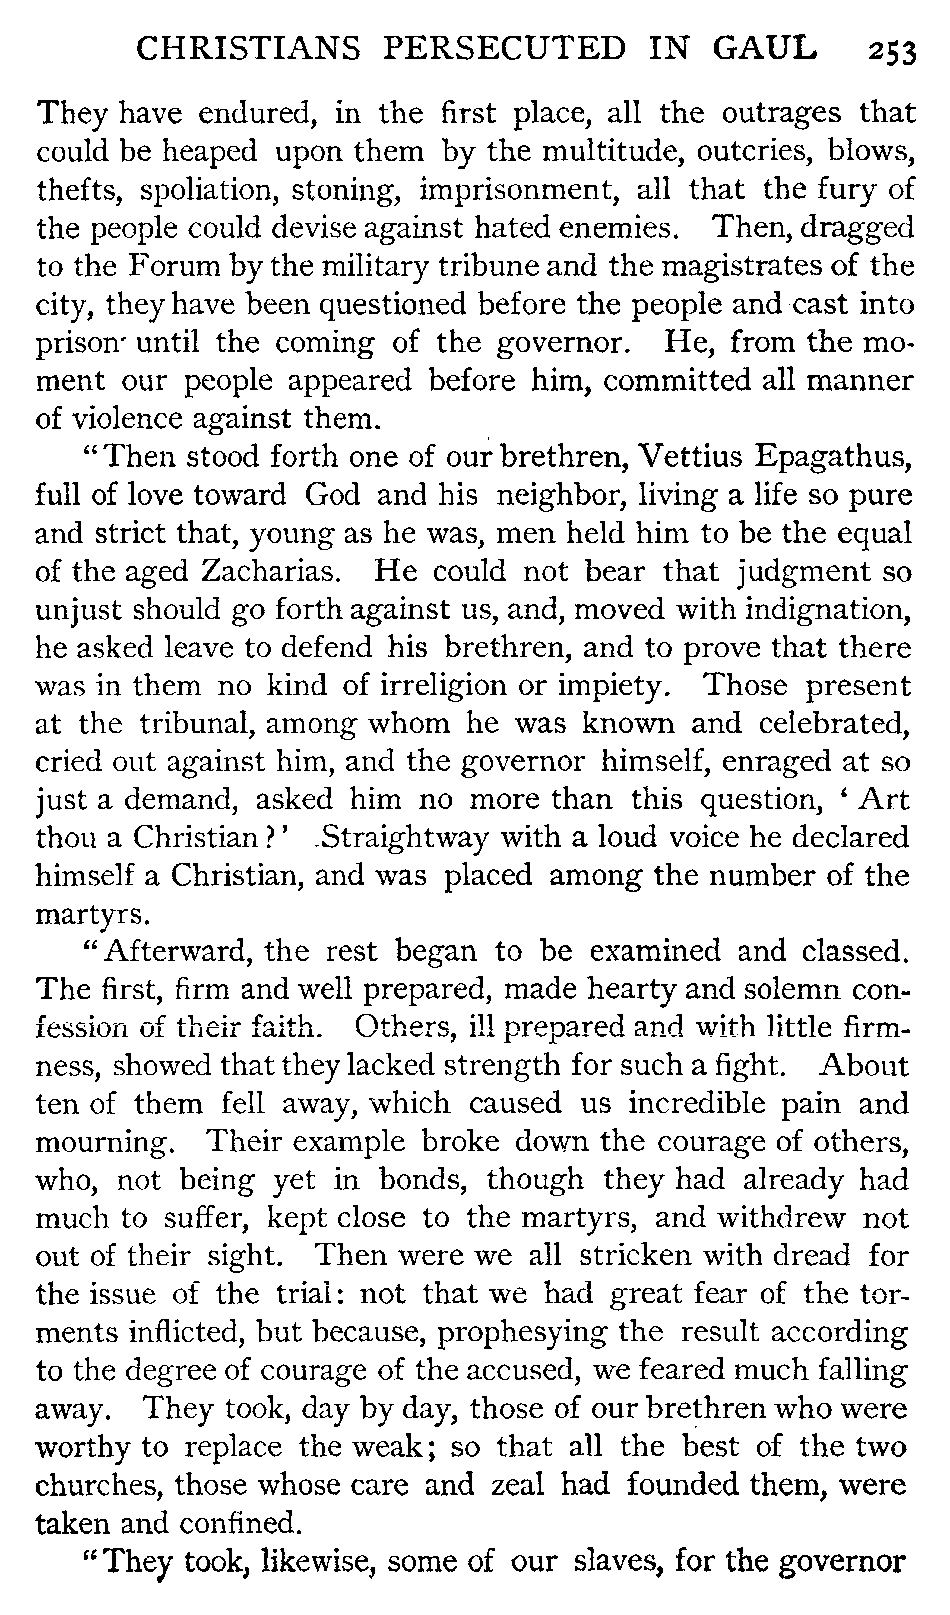 CHRISTIANS PERSECUTED IN GAUL 253
They have endured, in the first place, all the outrages that
could be heaped upon them by the multitude, outcries, blows,
thefts, spoliation, stoning, imprisonment, all that the fury of
the people could devise against hated enemies. Then, dragged
to the Forum by the military tribune and the magistrates of the
city, they have been questioned before the people and cast into
prison until the coming of the governor. He, from the mo-
ment our people appeared before him, committed all manner
of violence against them.
“Then stood forth one of our brethren, Vettius Epagathus,
full of love toward God and his neighbor, living a life so pure
and strict that, young as he was, men held him to be the equal
of the aged Zacharias. He could not bear that judgment so
unjust should go forth against us, and, moved with indignation,
he asked leave to defend his brethren, and to prove that there
was in them no kind of irreligion or impiety. Those present
at the tribunal, among whom he was known and celebrated,
cried out against him, and the governor himself, enraged at so
just a demand, asked him no more than this question, ‘Art
thou a Christian?’ Straightway with a loud voice he declared
himself a Christian, and was placed among the number of the
martyrs.
“Afterward, the rest began to be examined and classed.
The first, firm and well prepared, made hearty and solemn con-
fession of their faith. Others, ill prepared and with little firm-
ness, showed that they lacked strength for such a fight. About
ten of them fell away, which caused us incredible pain and
mourning. Their example broke down the courage of others,
who, not being yet in bonds, though they had already had
much to suffer, kept close to the martyrs, and withdrew not
out of their sight. Then were we all stricken with dread for
the issue of the trial: not that we had great fear of the tor-
ments inflicted, but because, prophesying the result according
to the degree of courage of the accused, we feared much falling
away. They took, day by day, those of our brethren who were
worthy to replace the weak; so that all the best of the two
churches, those whose care and zeal had founded them, were
taken and confined.
“They took, likewise, some of our slaves, for the governor